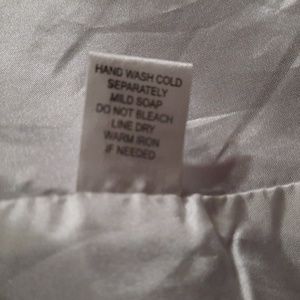 HAND WASH COLD
SEPARATELY
MILD SOAP
DO NOT BLEACH
LINE DRY
WARM IRON
IF NEEDED